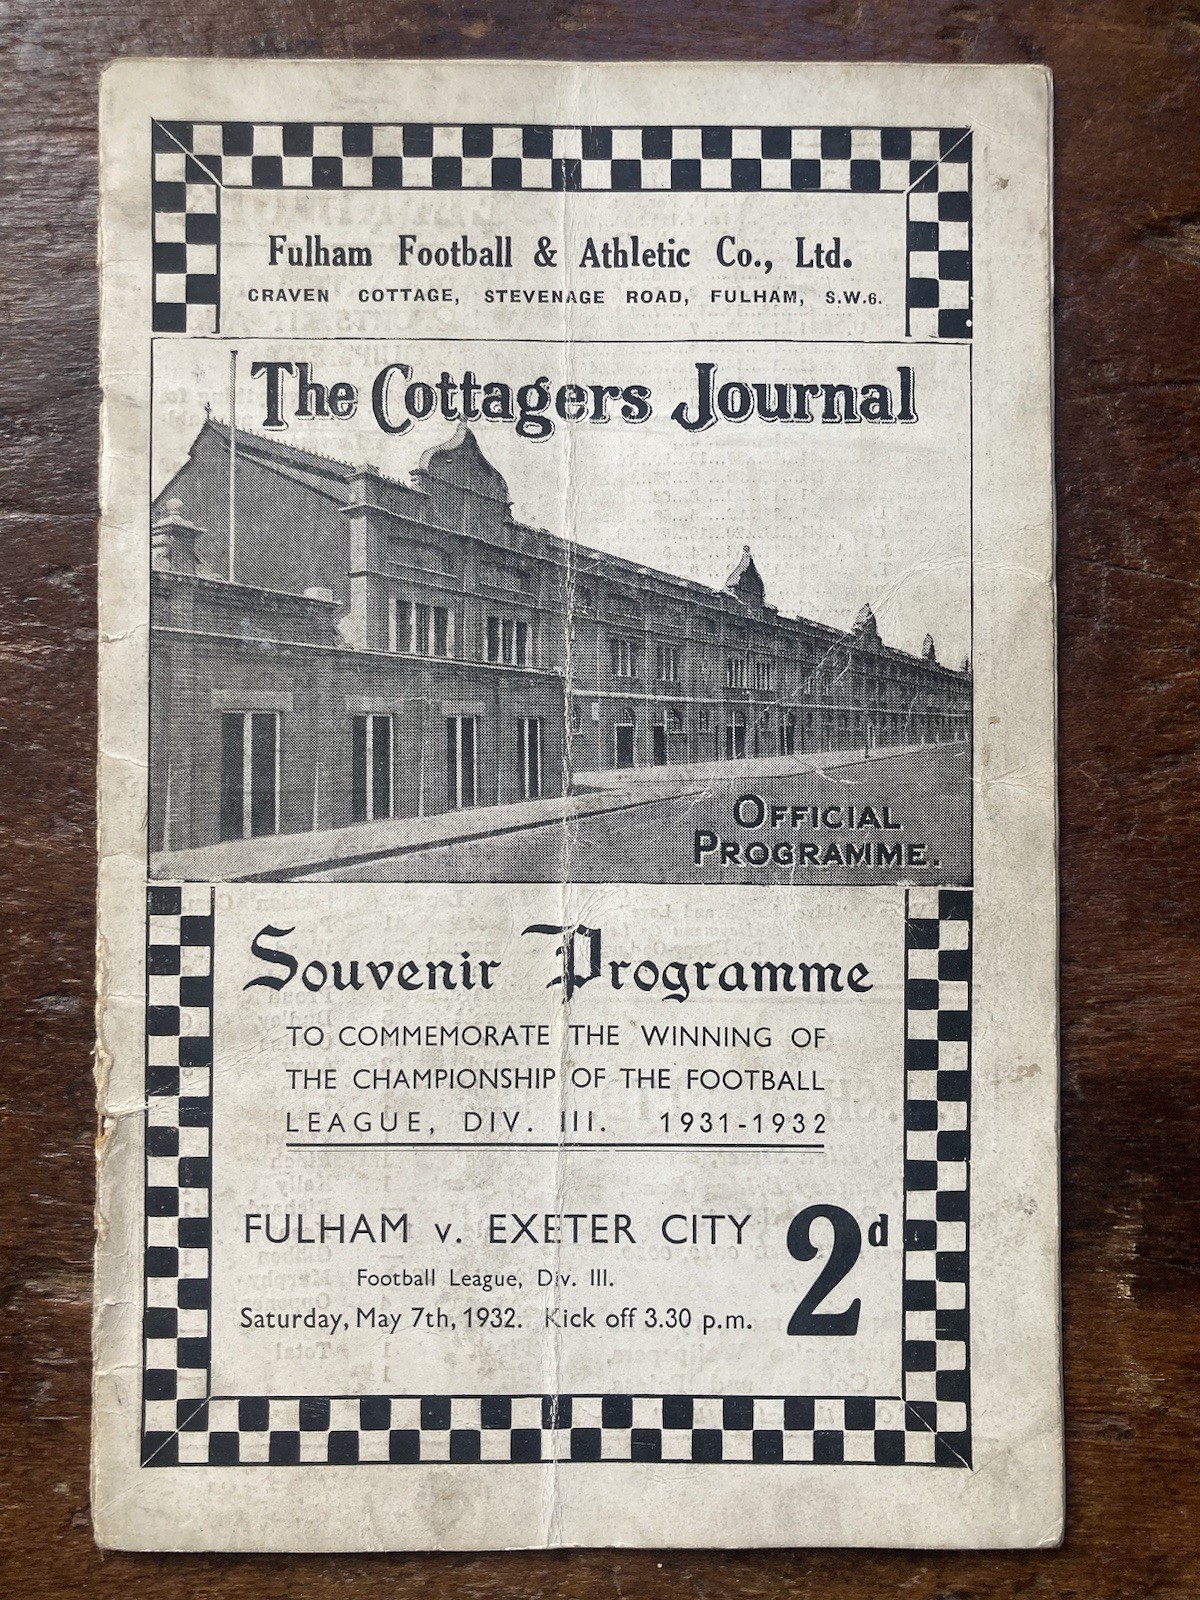 Fulham Football & Athletic Co., Ltd.
CRAVEN COTTAGE, STEVENAGE ROAD, FULHAM, S.W.6.
The Cottagers Journal
OFFICIAL
PROGRAMME.
Souvenir Programme
TO COMMEMORATE THE WINNING OF
THE CHAMPIONSHIP OF THE FOOTBALL
LEAGUE, DIV. III. 1931-1932
FULHAM v. EXETER CITY
2d
Football League, Div. III.
Saturday, May 7th, 1932. Kick off 3.30 p.m.